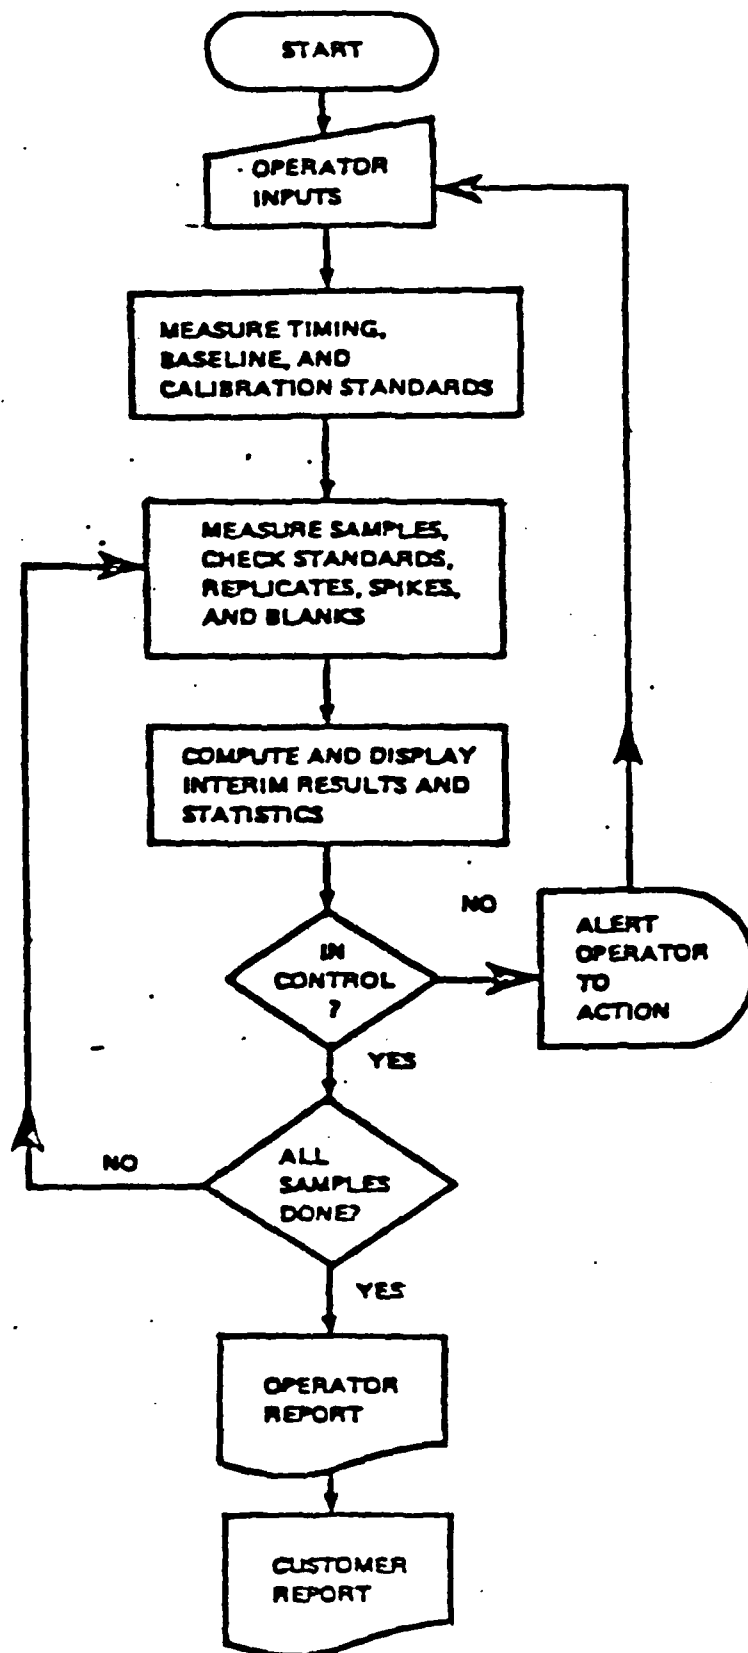 START
OPERATOR
INPUTS
MEASURE TIMING,
BASELINE, AND
CALIBRATION STANDARDS
MEASURE SAMPLES,
CHECK STANDARDS,
REPLICATES, SPIKES,
AND BLANKS
COMPUTE AND DISPLAY
INTERIM RESULTS AND
STATISTICS
IN
CONTROL
?
NO
ALERT
OPERATOR
TO
ACTION
YES
ALL
SAMPLES
DONE?
NO
YES
OPERATOR
REPORT
CUSTOMER
REPORT